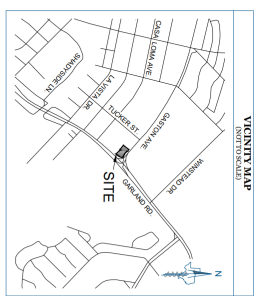 VICINITY MAP
(NOT TO SCALE)
N
WINSTEAD DR.
GASTON AVE.
CASA LOMA AVE
TUCKER ST.
LA VISTA DR
SHADYSIDE LN.
GARLAND RD.
SITE